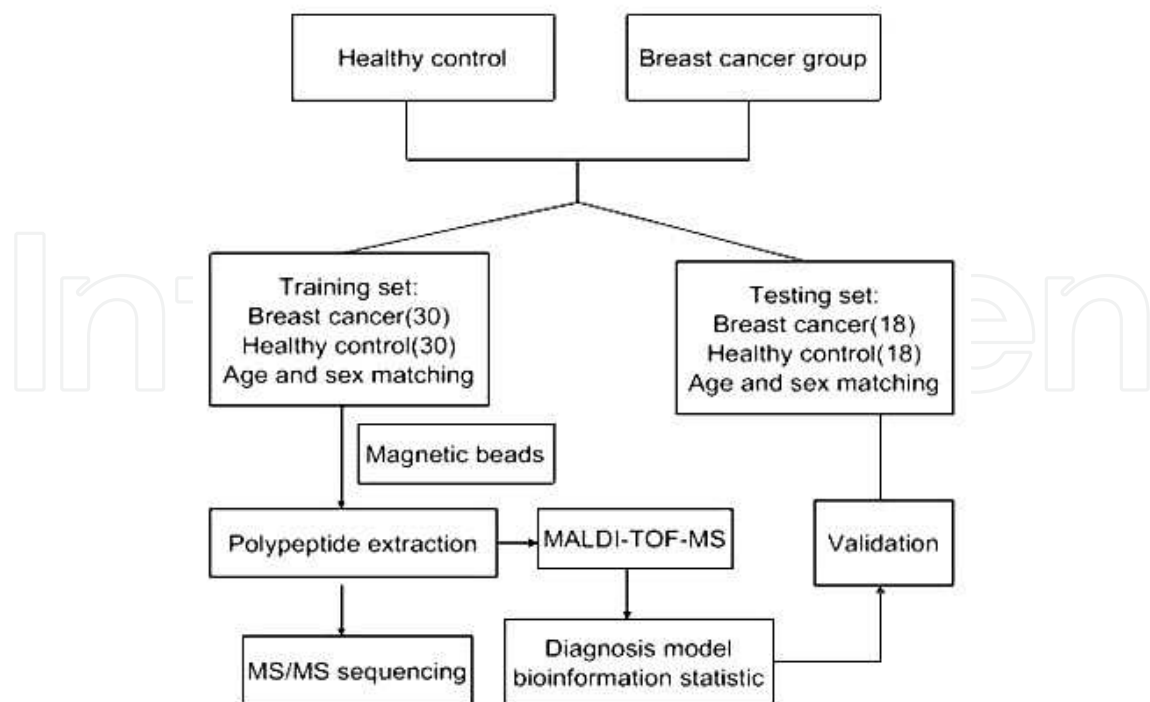 Healthy control
Breast cancer group
Training set:
Breast cancer(30)
Healthy control(30)
Age and sex matching
Testing set:
Breast cancer(18)
Healthy control(18)
Age and sex matching
Magnetic beads
Polypeptide extraction
MALDI-TOF-MS
Validation
MS/MS sequencing
Diagnosis model
bioinformation statistic